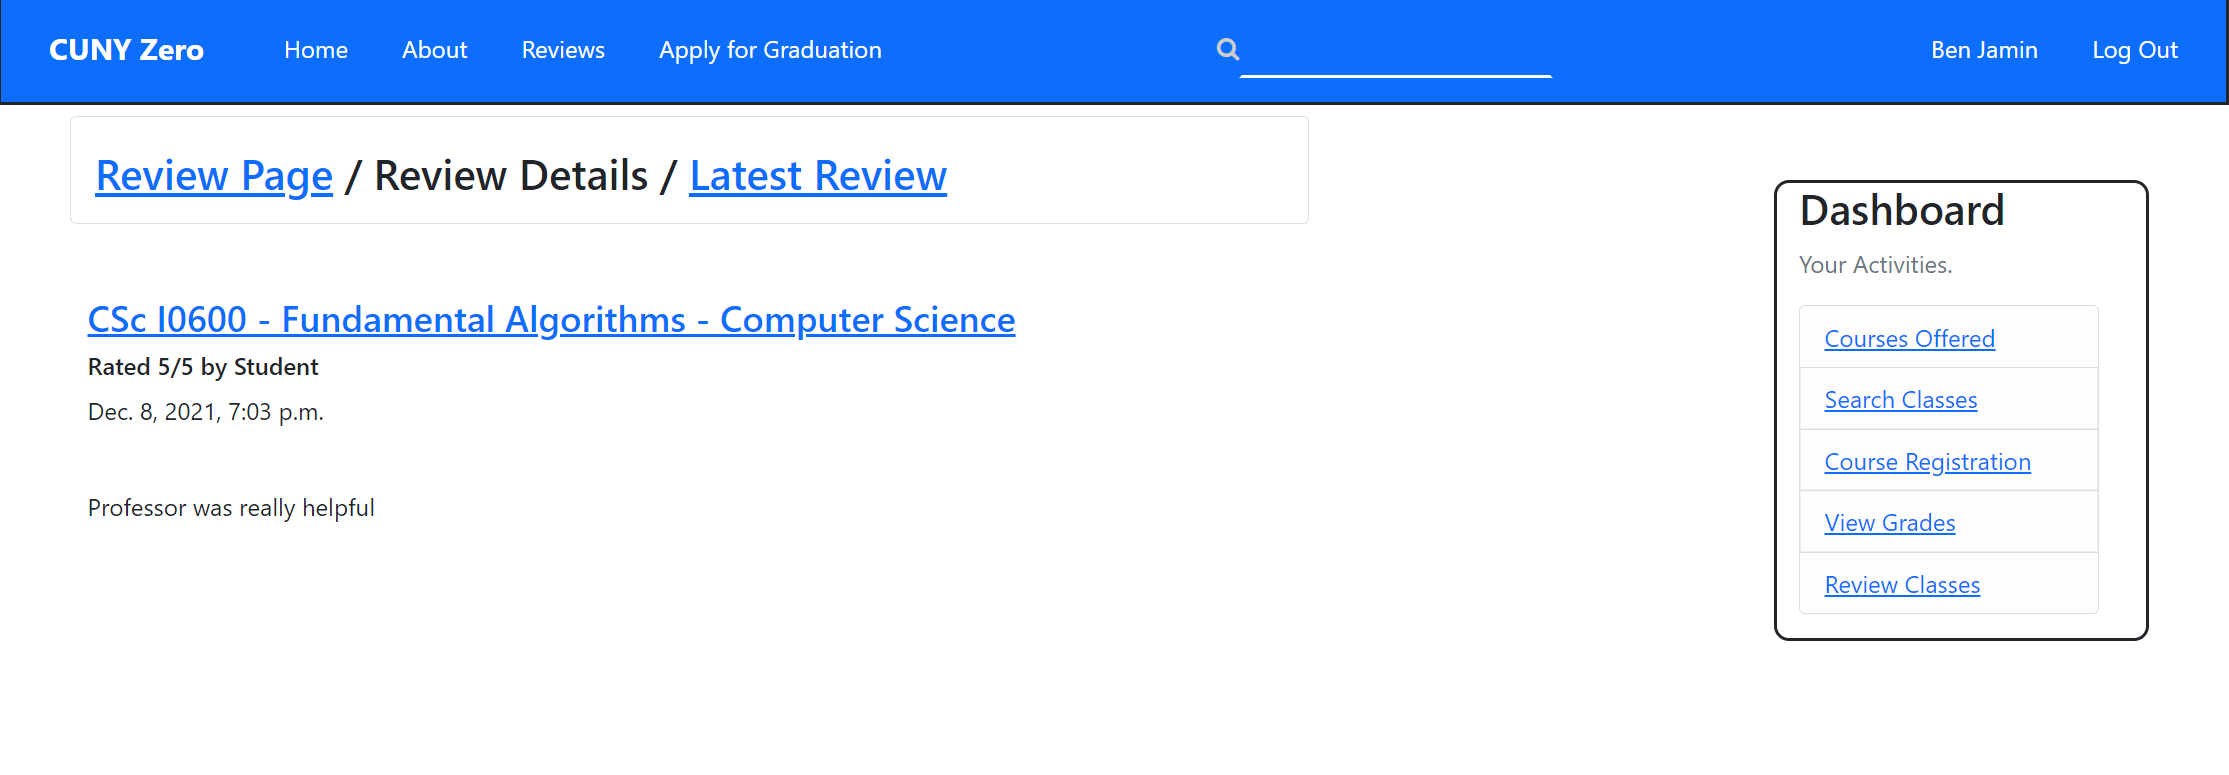 CUNY Zero Home About Reviews Apply for Graduation Ben Jamin Log Out
Review Page / Review Details / Latest Review
CSc I0600 - Fundamental Algorithms - Computer Science
Rated 5/5 by Student
Dec. 8, 2021, 7:03 p.m.
Professor was really helpful
Dashboard
Your Activities.
Courses Offered
Search Classes
Course Registration
View Grades
Review Classes